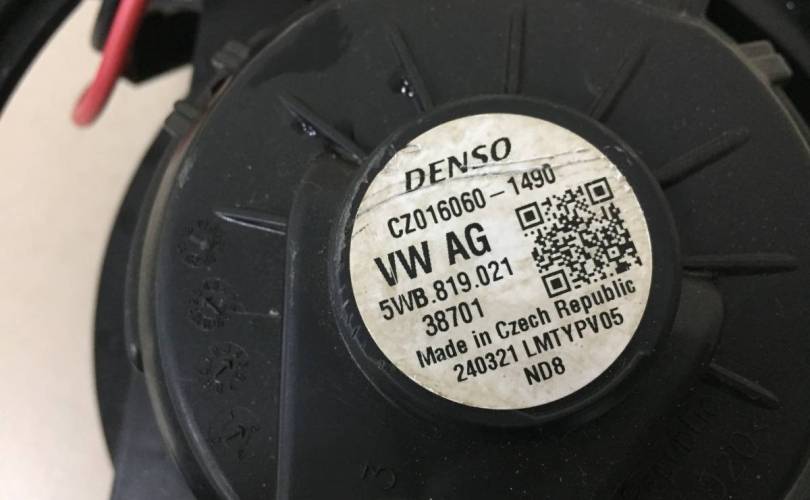 DENSO
CZ016060-1490
VW AG
5WB.819.021
38701
Made in Czech Republic
240321 LMTYPV05
ND8